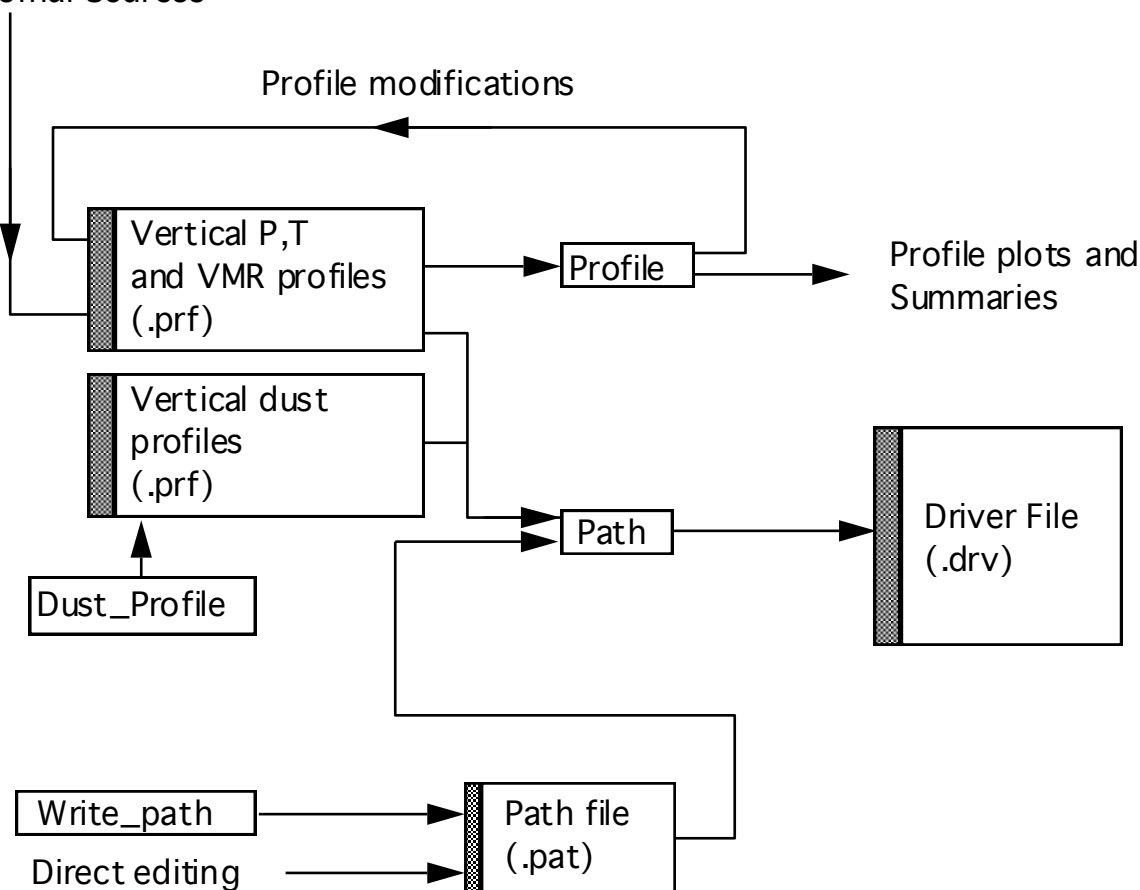 Sources
Profile modifications
Vertical P,T
and VMR profiles
(.prf)
Profile
Profile plots and
Summaries
Vertical dust
profiles
(.prf)
Driver File
(.drv)
Path
Dust_Profile
Write_path
Path file
(.pat)
Direct editing